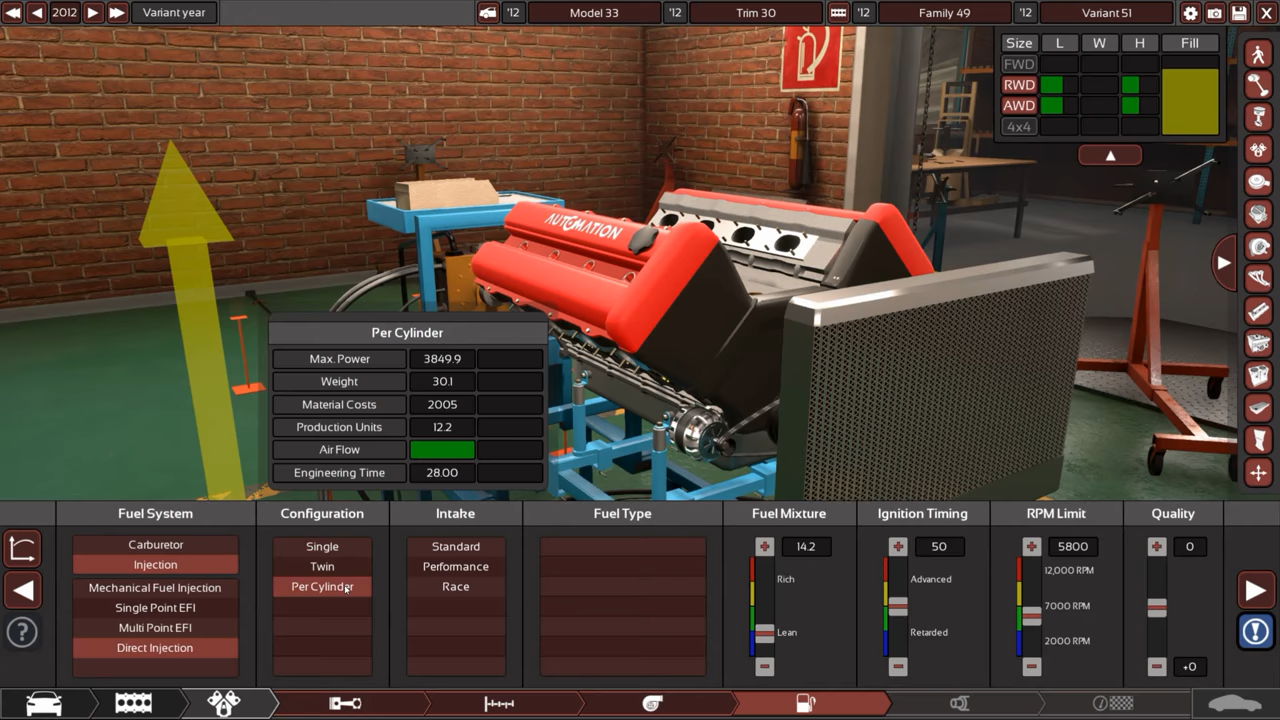 2012 Variant year '12 Model 33 '12 Trim 30 '12 Family 49 '12 Variant 51
Size L W H Fill
FWD
RWD
AWD
4x4
AUTOMATION
Per Cylinder
Max. Power 3849.9
Weight 30.1
Material Costs 2005
Production Units 12.2
Air Flow
Engineering Time 28.00
Fuel System Configuration Intake Fuel Type Fuel Mixture Ignition Timing RPM Limit Quality
Carburetor Single Standard 14.2 50 5800 0
Injection Twin Performance Rich Advanced 12,000 RPM
Mechanical Fuel Injection Per Cylinder Race
Single Point EFI 7000 RPM
Multi Point EFI Lean Retarded 2000 RPM
Direct Injection
+0